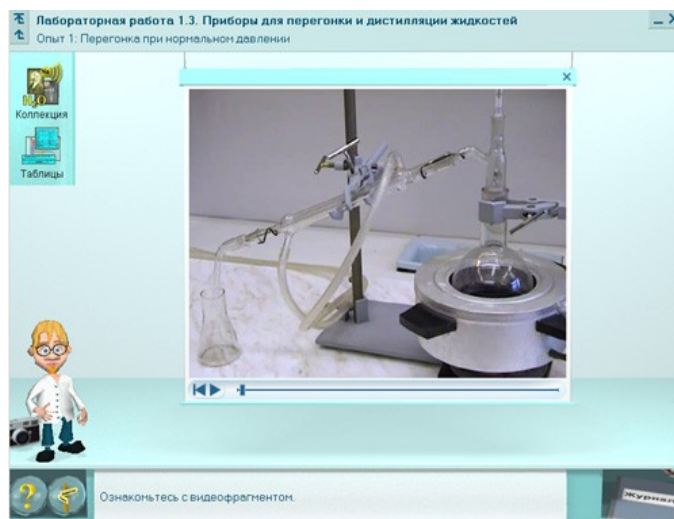 Лабораторная работа 1.3. Приборы для перегонки и дистилляции жидкостей
Опыт 1: Перегонка при нормальном давлении
H₂O
Коллекция
Таблицы
Ознакомьтесь с видеофрагментом.
Журнал